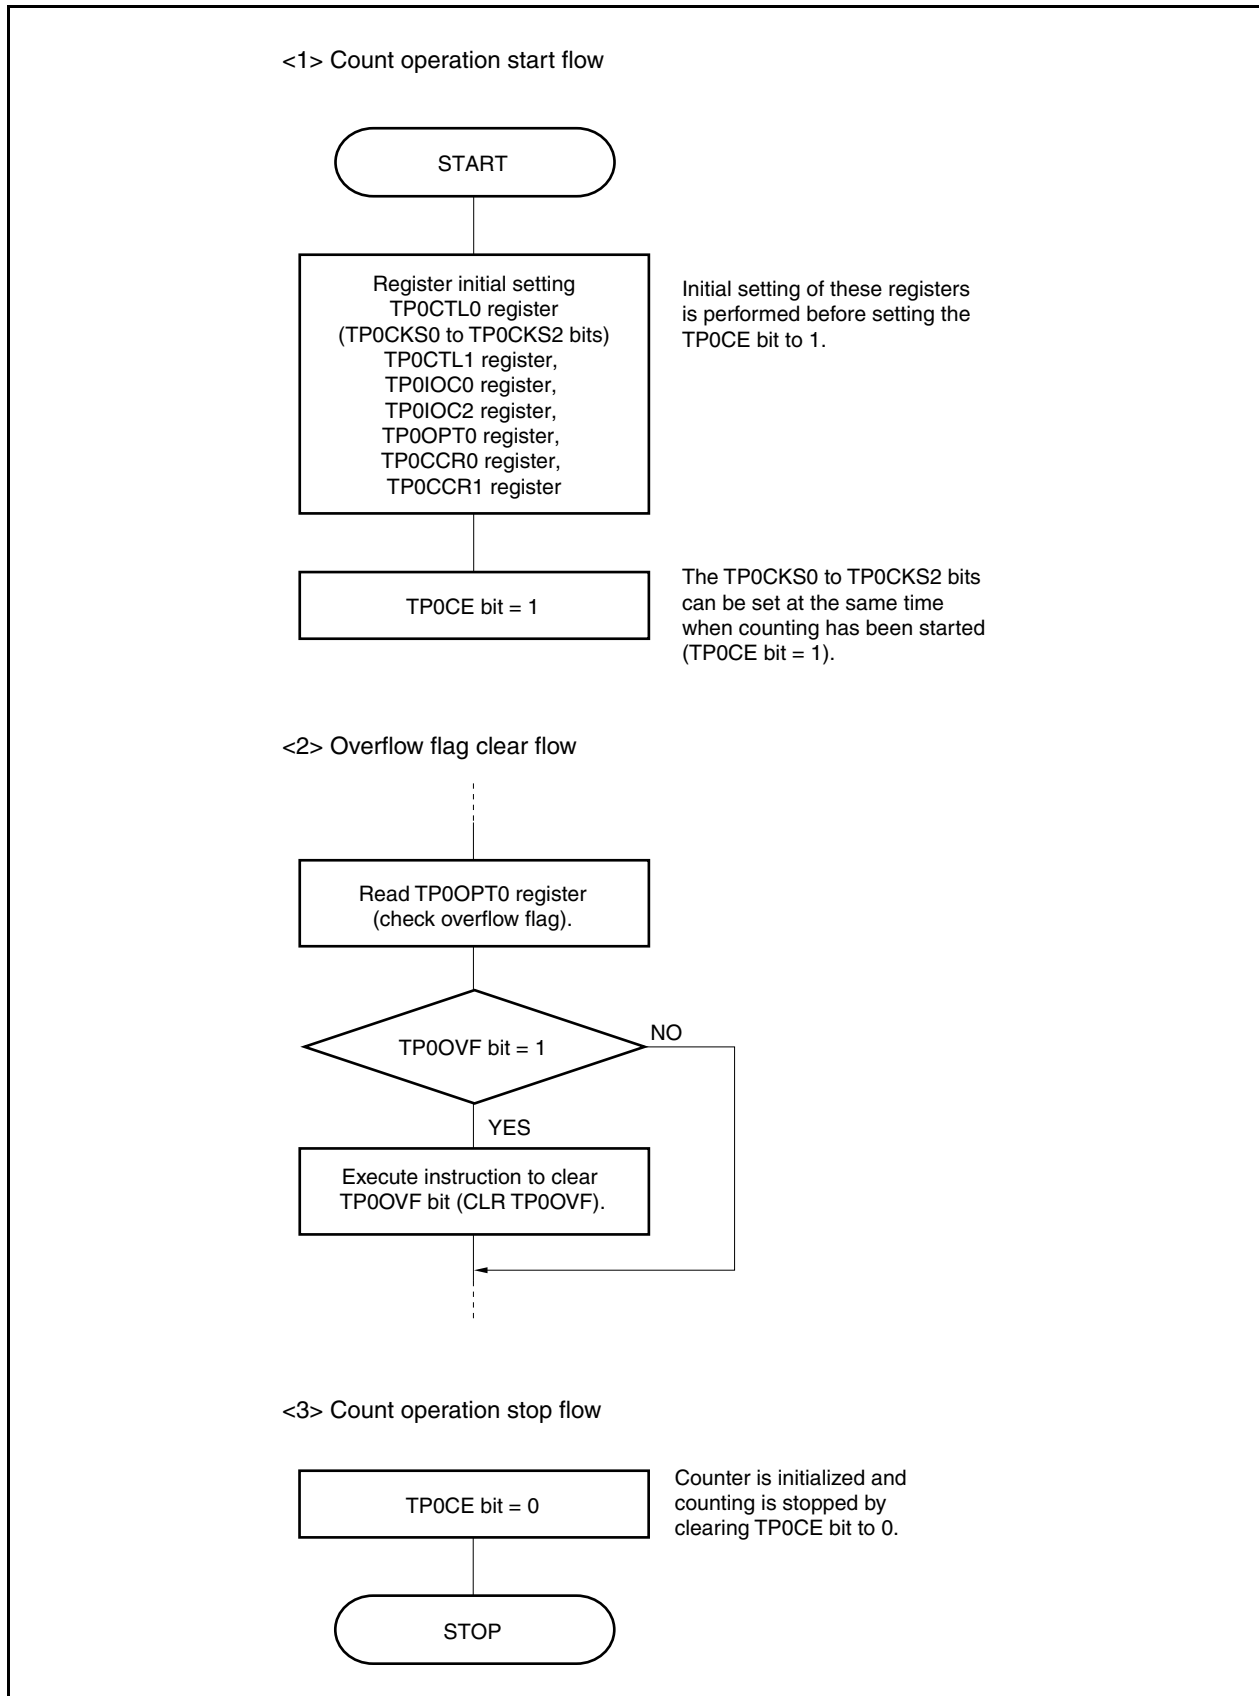 <1> Count operation start flow
START
Register initial setting
TP0CTL0 register
(TP0CKS0 to TP0CKS2 bits)
TP0CTL1 register,
TP0IOC0 register,
TP0IOC2 register,
TP0OPT0 register,
TP0CCR0 register,
TP0CCR1 register
Initial setting of these registers
is performed before setting the
TP0CE bit to 1.
TP0CE bit = 1
The TP0CKS0 to TP0CKS2 bits
can be set at the same time
when counting has been started
(TP0CE bit = 1).
<2> Overflow flag clear flow
Read TP0OPT0 register
(check overflow flag).
TP0OVF bit = 1
NO
YES
Execute instruction to clear
TP0OVF bit (CLR TP0OVF).
<3> Count operation stop flow
TP0CE bit = 0
Counter is initialized and
counting is stopped by
clearing TP0CE bit to 0.
STOP